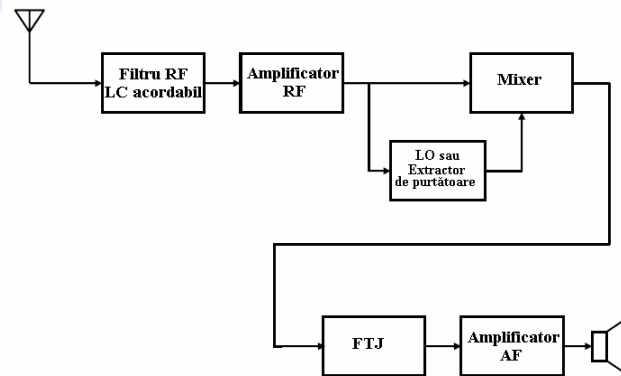 Filtru RF
LC acordabil
Amplificator
RF
Mixer
LO sau
Extractor
de purtătoare
FTJ
Amplificator
AF